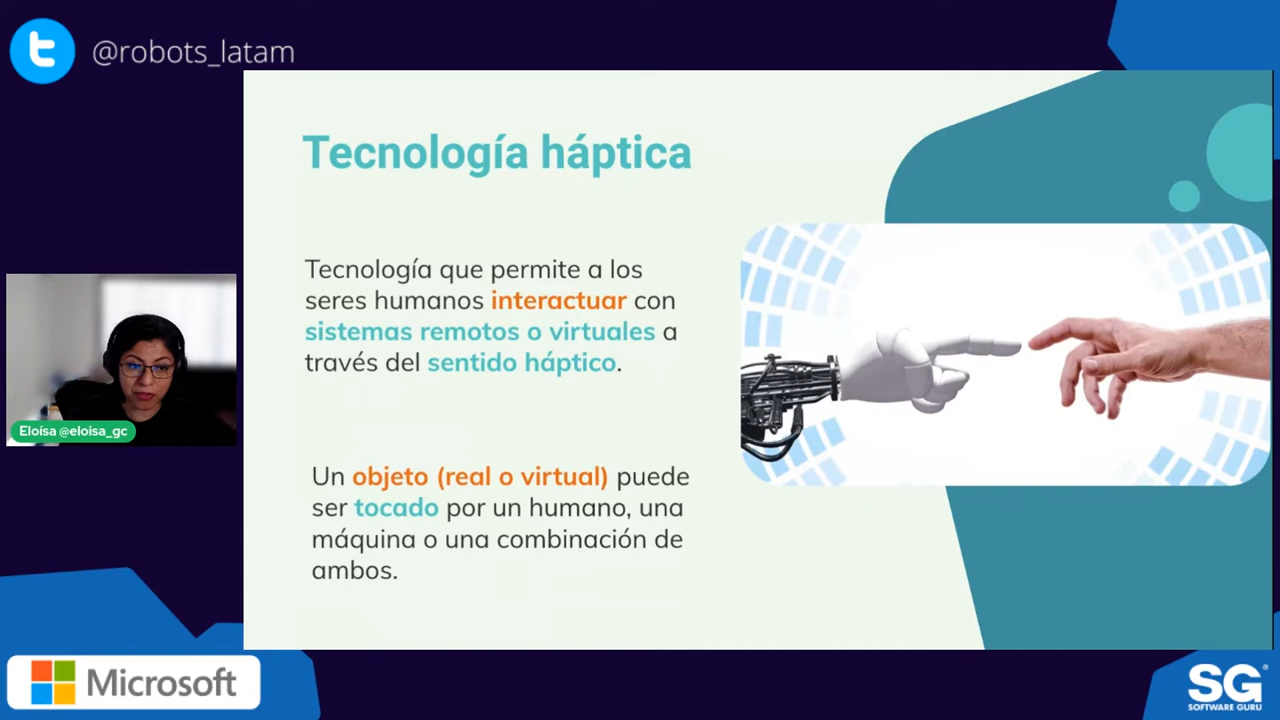 @robots_latam
Tecnología háptica
Tecnología que permite a los
seres humanos interactuar con
sistemas remotos o virtuales a
través del sentido háptico.
Un objeto (real o virtual) puede
ser tocado por un humano, una
máquina o una combinación de
ambos.
Eloísa @eloisa_gc
Microsoft
SG
SOFTWARE GURU